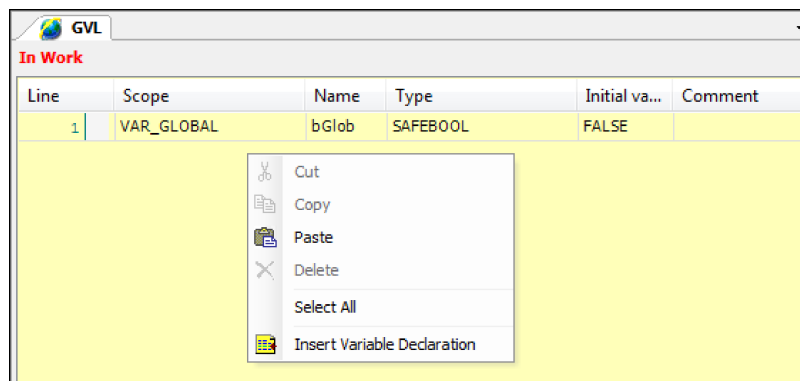 GVL
In Work
Line Scope Name Type Initial va... Comment
1 VAR_GLOBAL bGlob SAFEBOOL FALSE
Cut
Copy
Paste
Delete
Select All
Insert Variable Declaration